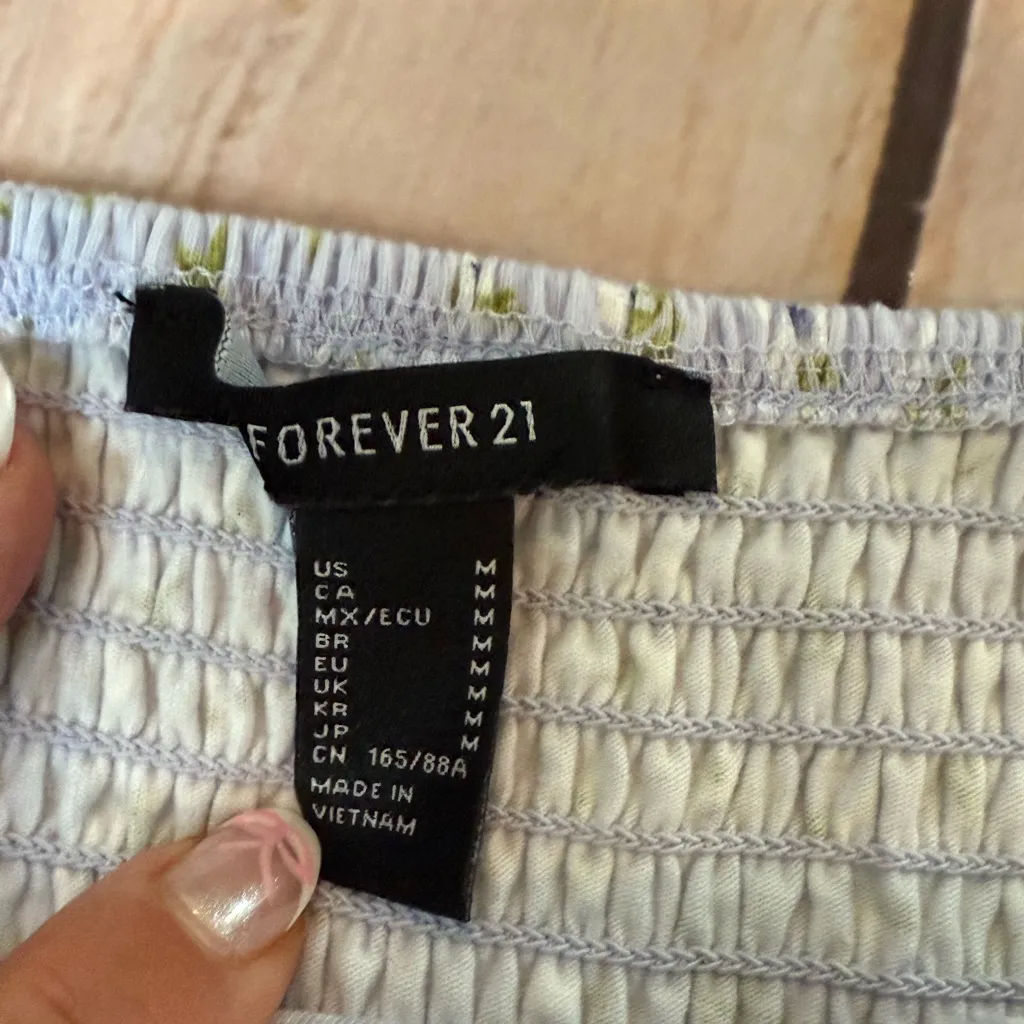 FOREVER 21
US M
CA M
MX/ECU M
BR M
EU M
UK M
KR M
JP M
CN 165/88A
MADE IN
VIETNAM